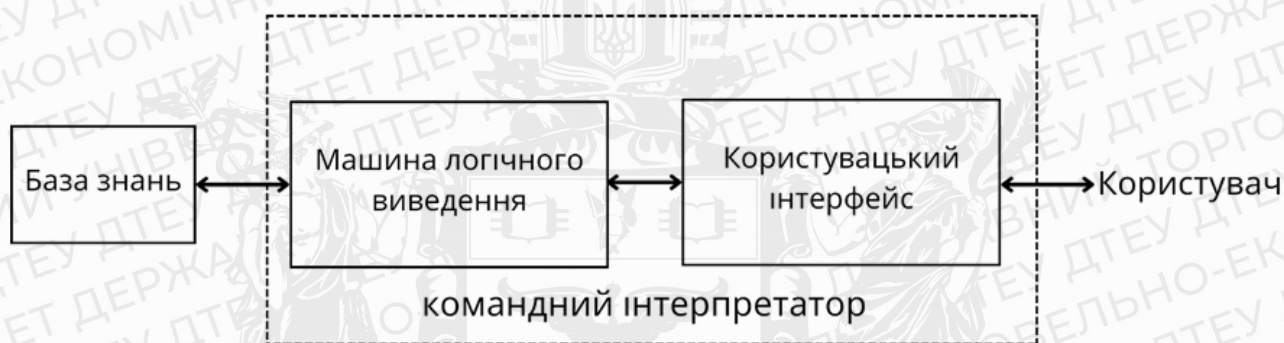 База знань
Машина логічного
виведення
Користувацький
інтерфейс
Користувач
командний інтерпретатор